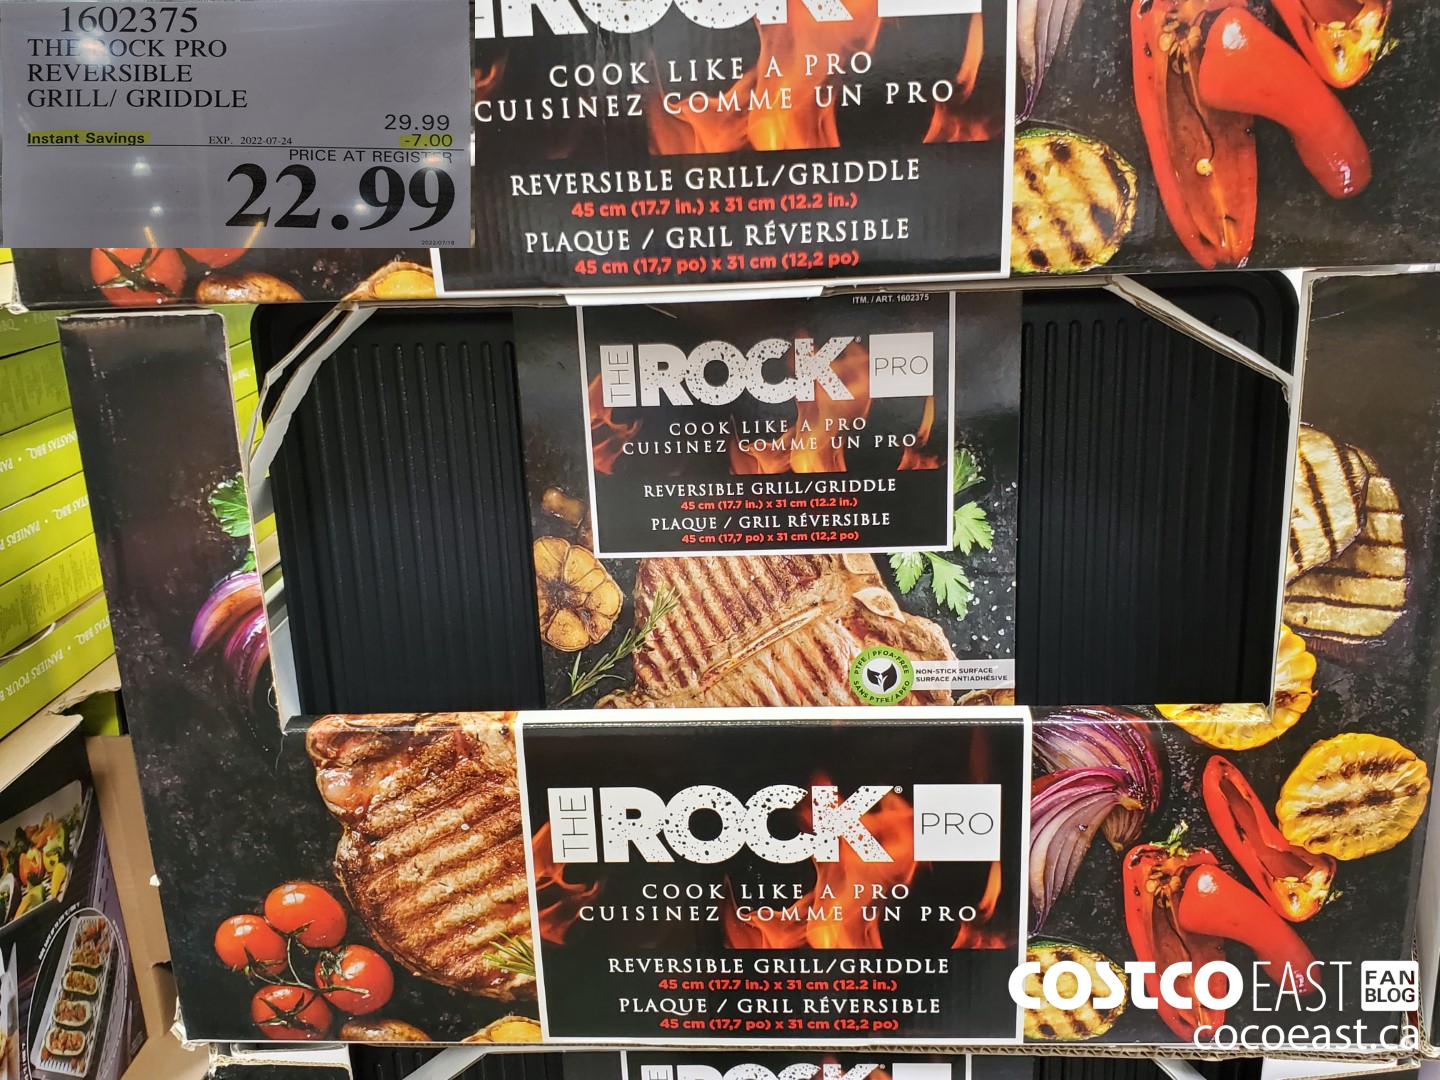 1602375
THE ROCK PRO
REVERSIBLE
GRILL/ GRIDDLE
29.99
Instant Savings EXP. 2022-07-24 -7.00
PRICE AT REGISTER
22.99
COOK LIKE A PRO
CUISINEZ COMME UN PRO
REVERSIBLE GRILL/GRIDDLE
45 cm (17.7 in.) x 31 cm (12.2 in.)
PLAQUE / GRIL RÉVERSIBLE
45 cm (17,7 po) x 31 cm (12,2 po)
ITM. / ART. 1602375
THE ROCK® PRO
COOK LIKE A PRO
CUISINEZ COMME UN PRO
REVERSIBLE GRILL/GRIDDLE
45 cm (17.7 in.) x 31 cm (12.2 in.)
PLAQUE / GRIL RÉVERSIBLE
45 cm (17,7 po) x 31 cm (12,2 po)
PTFE / PFOA-FREE
SANS PTFE/APFO
NON-STICK SURFACE
SURFACE ANTIADHÉSIVE
THE ROCK® PRO
COOK LIKE A PRO
CUISINEZ COMME UN PRO
REVERSIBLE GRILL/GRIDDLE
45 cm (17.7 in.) x 31 cm (12.2 in.)
PLAQUE / GRIL RÉVERSIBLE
45 cm (17,7 po) x 31 cm (12,2 po)
COSTCO EAST FAN BLOG
cocoeast.ca